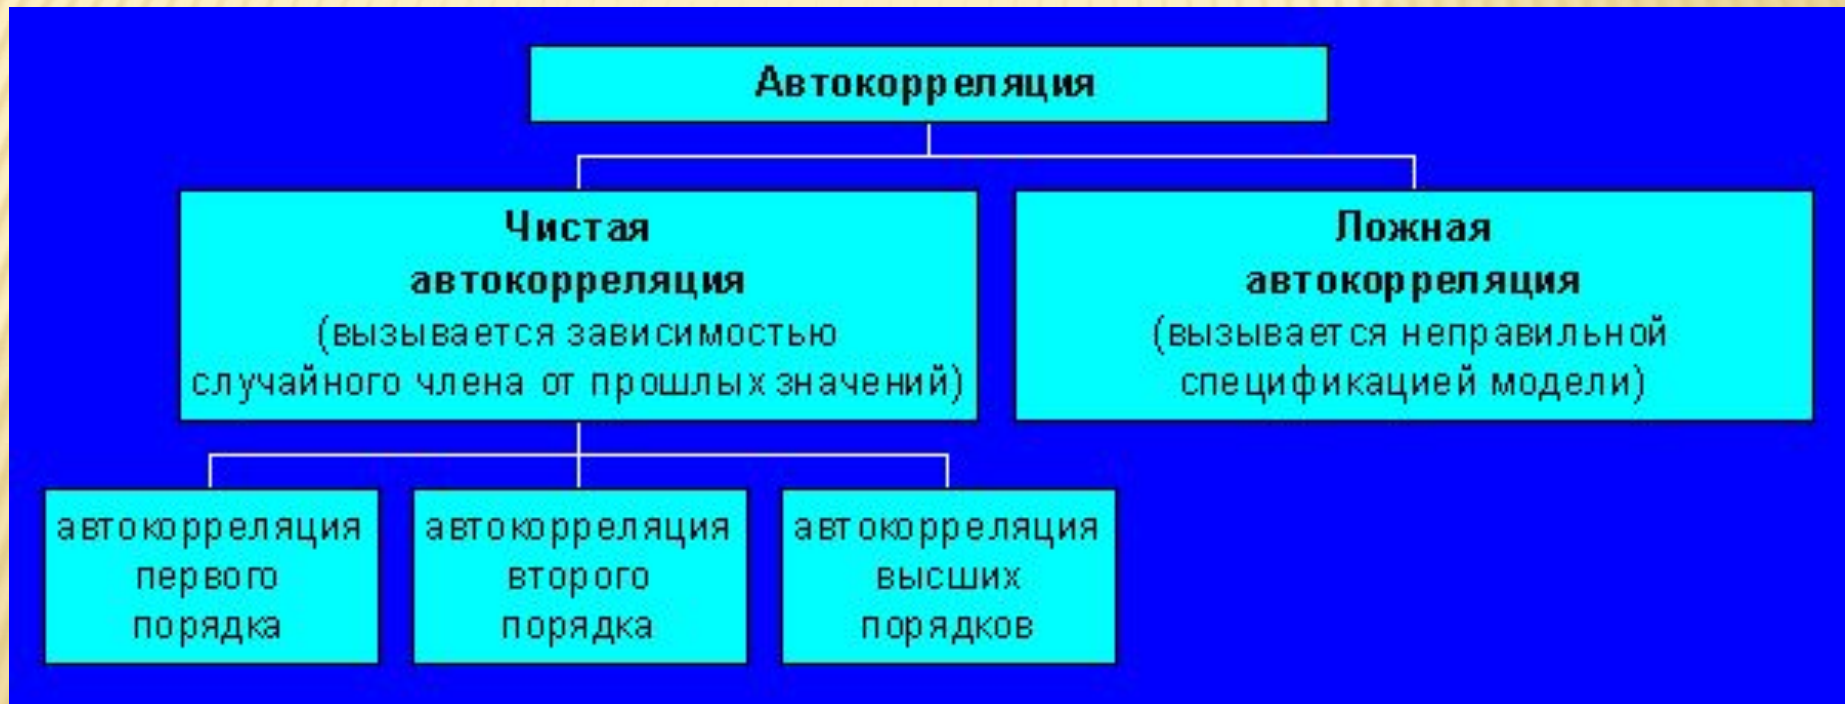 Автокорреляция
Чистая
автокорреляция
(вызывается зависимостью
случайного члена от прошлых значений)
Ложная
автокорреляция
(вызывается неправильной
спецификацией модели)
автокорреляция
первого
порядка
автокорреляция
второго
порядка
автокорреляция
высших
порядков